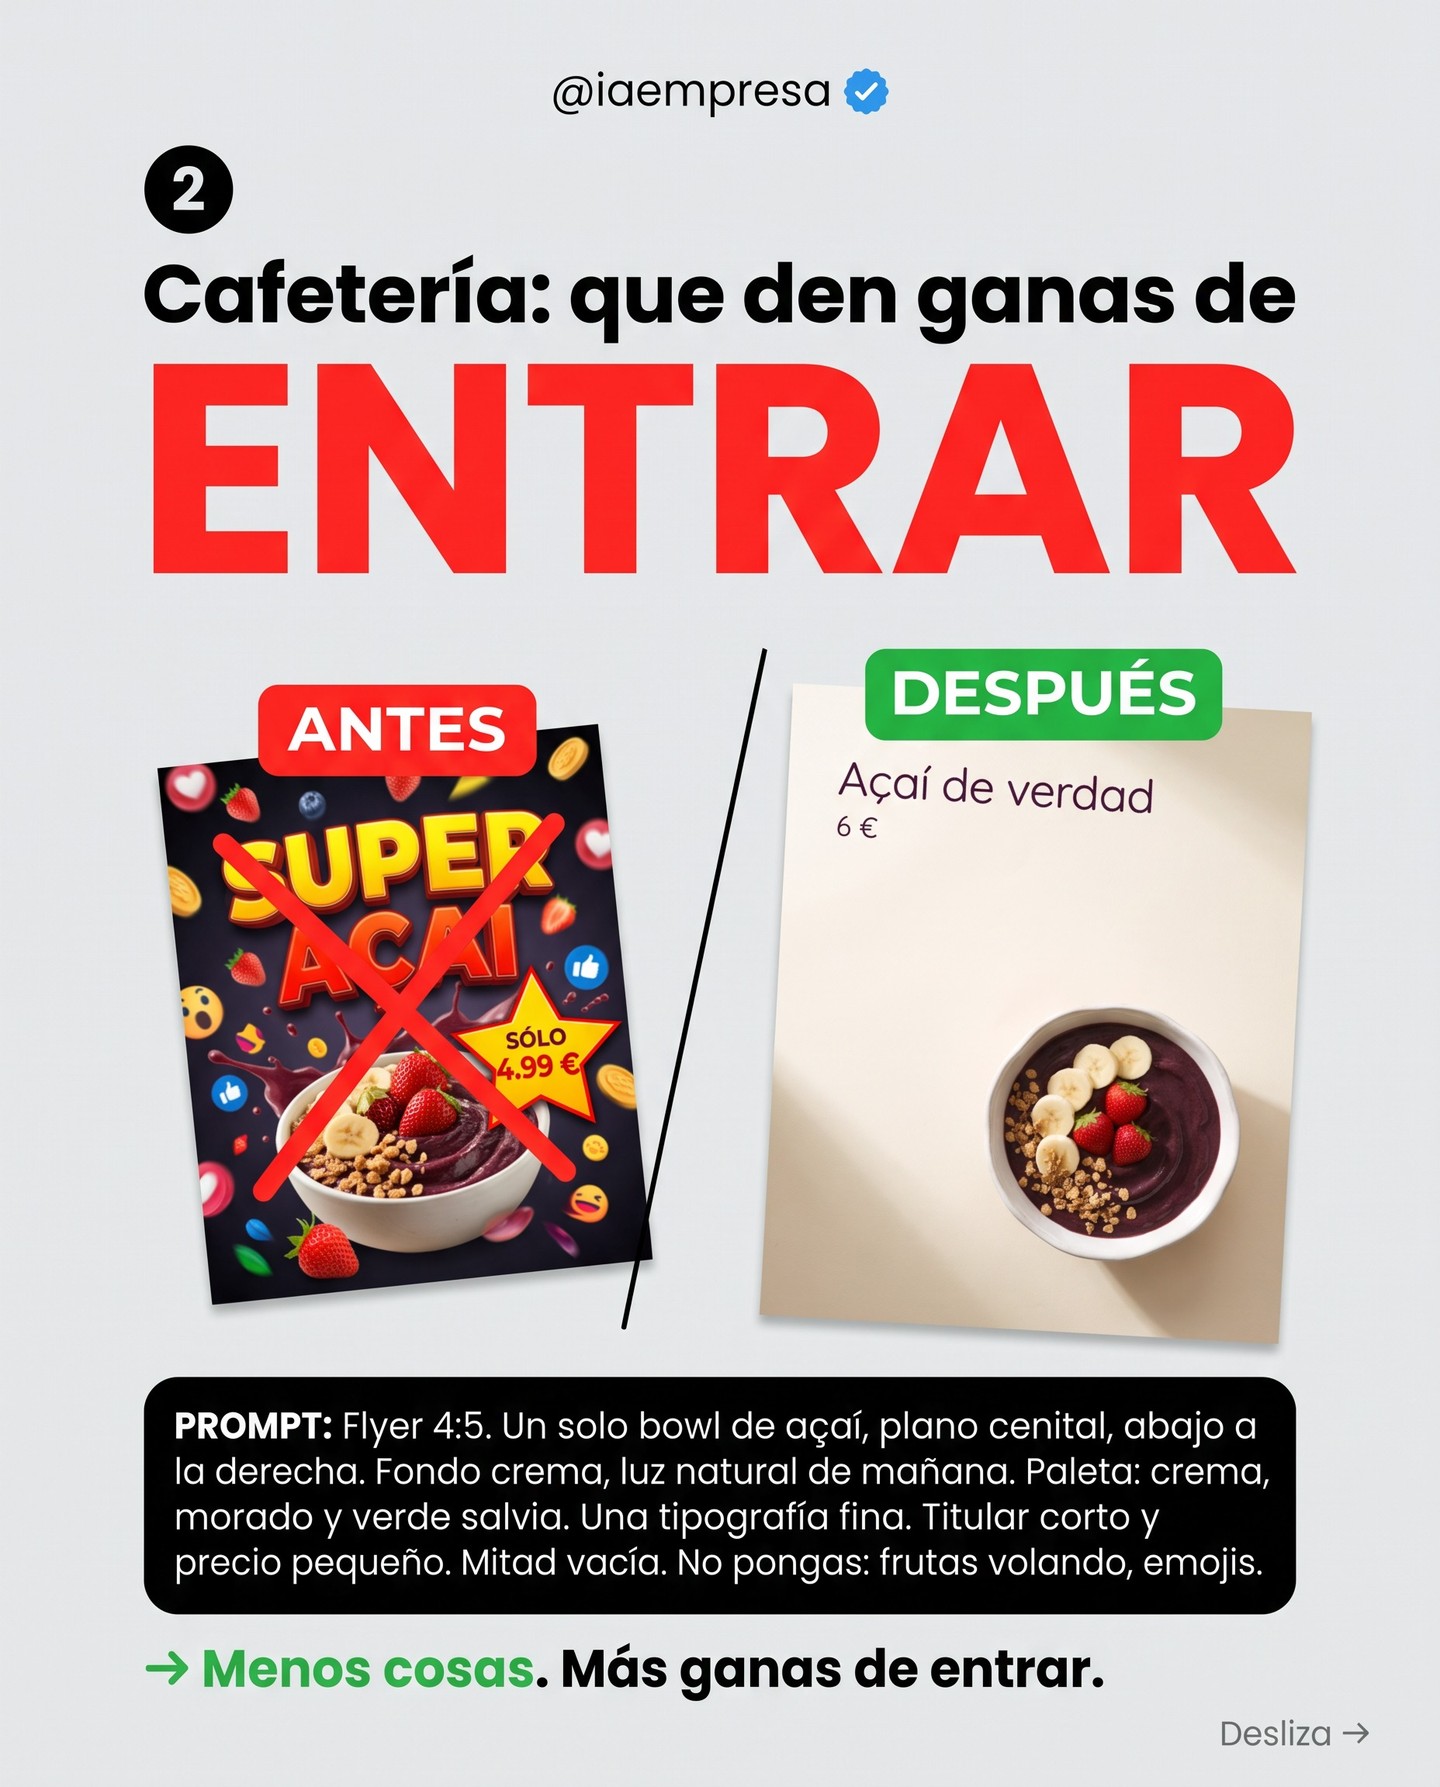 @iaempresa
2
Cafetería: que den ganas de
ENTRAR
ANTES
SUPER
AÇAI
SÓLO
4.99 €
DESPUÉS
Açaí de verdad
6 €
PROMPT: Flyer 4:5. Un solo bowl de açaí, plano cenital, abajo a
la derecha. Fondo crema, luz natural de mañana. Paleta: crema,
morado y verde salvia. Una tipografía fina. Titular corto y
precio pequeño. Mitad vacía. No pongas: frutas volando, emojis.
→ Menos cosas. Más ganas de entrar.
Desliza →